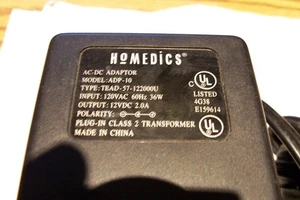 HOMEDICS®
AC-DC ADAPTOR
MODEL: ADP-10
TYPE: TEAD-57-122000U
INPUT: 120VAC 60Hz 36W
OUTPUT: 12VDC 2.0A
POLARITY:
PLUG-IN CLASS 2 TRANSFORMER
MADE IN CHINA
UL
LISTED
4G38
E159614
UL